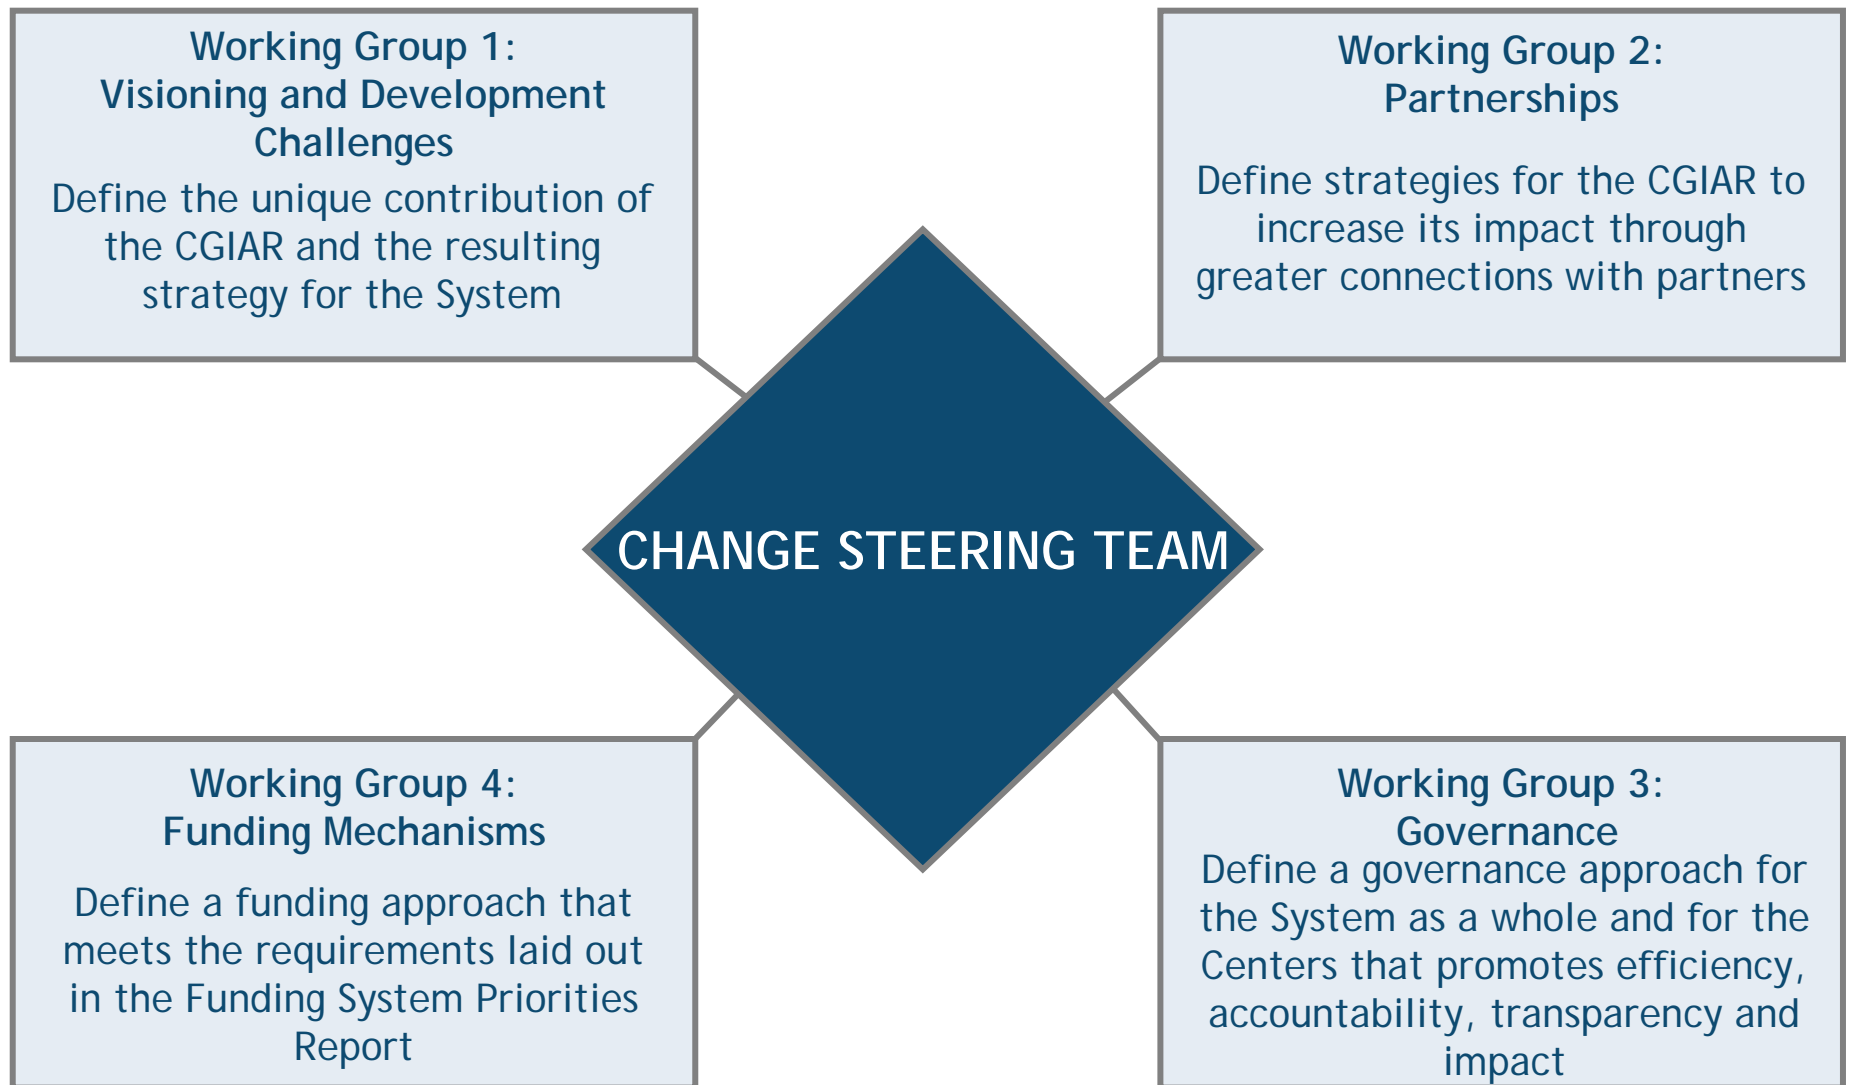 Working Group 1:
Visioning and Development
Challenges
Define the unique contribution of
the CGIAR and the resulting
strategy for the System
Working Group 2:
Partnerships
Define strategies for the CGIAR to
increase its impact through
greater connections with partners
CHANGE STEERING TEAM
Working Group 4:
Funding Mechanisms
Define a funding approach that
meets the requirements laid out
in the Funding System Priorities
Report
Working Group 3:
Governance
Define a governance approach for
the System as a whole and for the
Centers that promotes efficiency,
accountability, transparency and
impact